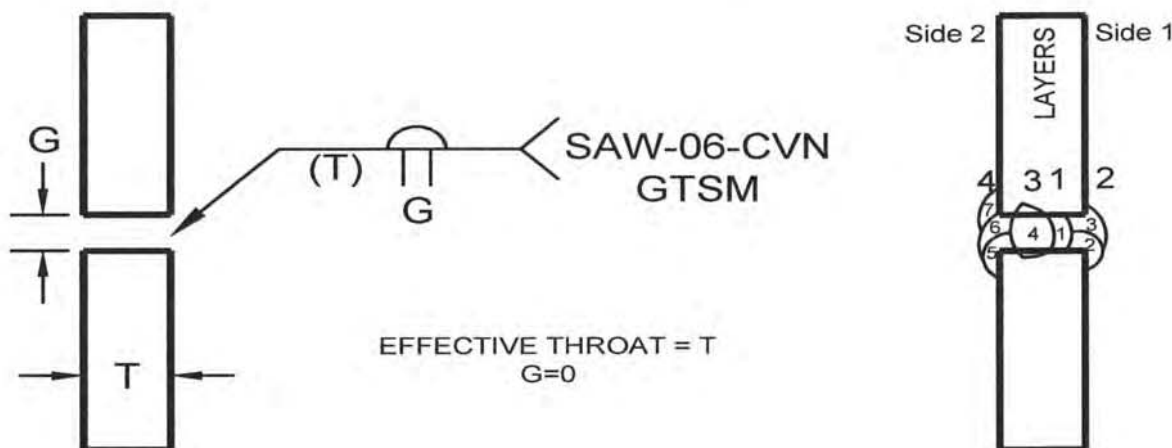 G
T
(T)
G
SAW-06-CVN
GTSM
EFFECTIVE THROAT = T
G=0
Side 2
LAYERS
Side 1
4 3 1 2
7
6
5
4
1
3
2